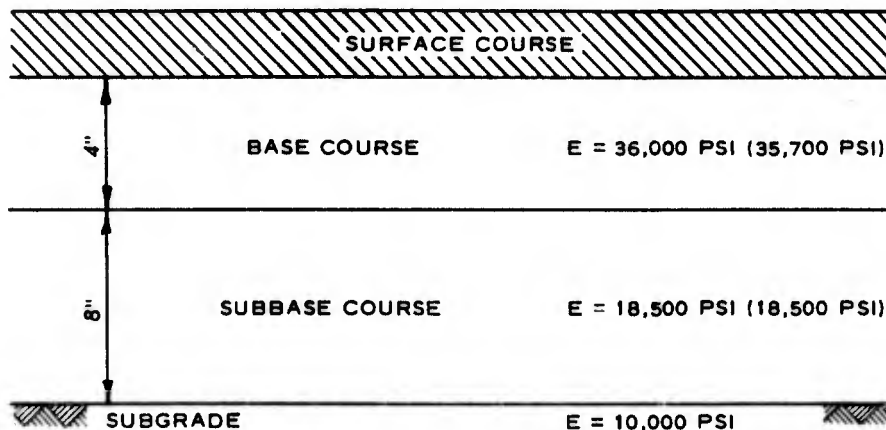 SURFACE COURSE
4"
BASE COURSE E = 36,000 PSI (35,700 PSI)
8"
SUBBASE COURSE E = 18,500 PSI (18,500 PSI)
SUBGRADE E = 10,000 PSI